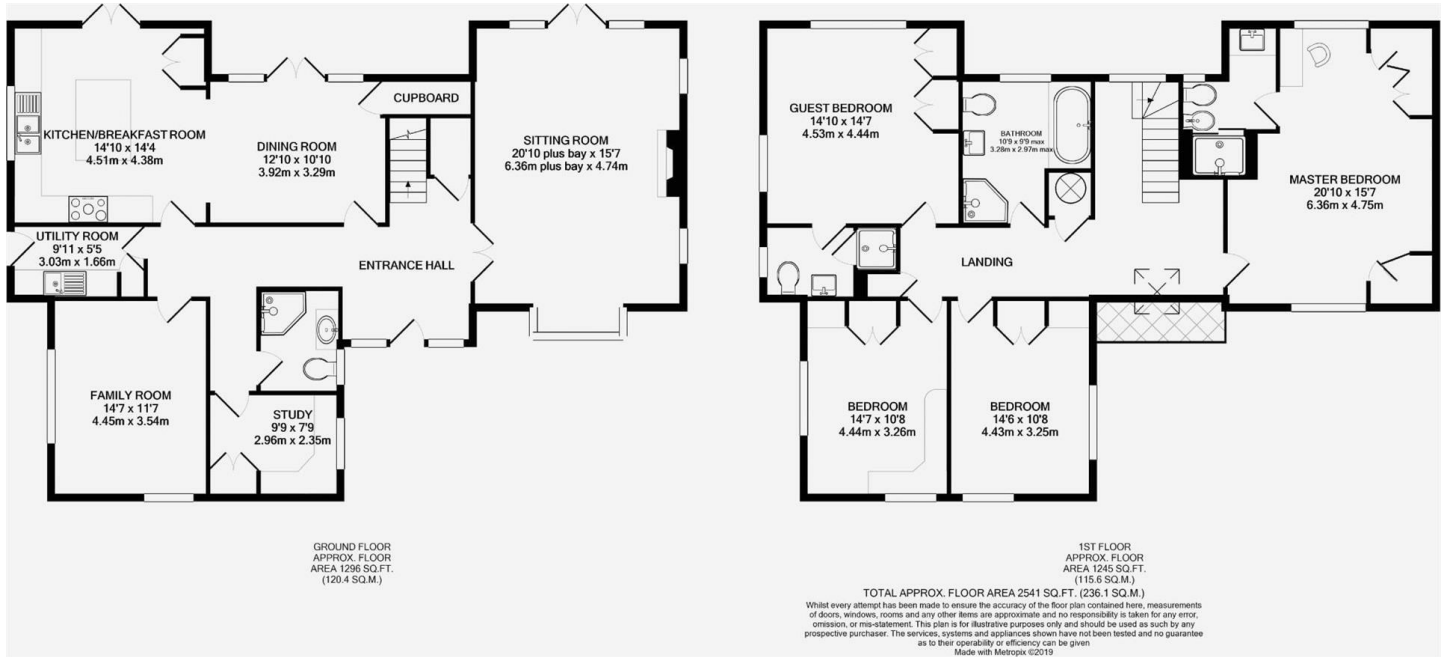 KITCHEN/BREAKFAST ROOM
14'10 x 14'4
4.51m x 4.38m
DINING ROOM
12'10 x 10'10
3.92m x 3.29m
CUPBOARD
SITTING ROOM
20'10 plus bay x 15'7
6.36m plus bay x 4.74m
UTILITY ROOM
9'11 x 5'5
3.03m x 1.66m
ENTRANCE HALL
FAMILY ROOM
14'7 x 11'7
4.45m x 3.54m
STUDY
9'9 x 7'9
2.96m x 2.35m
GROUND FLOOR
APPROX. FLOOR
AREA 1296 SQ.FT.
(120.4 SQ.M.)
GUEST BEDROOM
14'10 x 14'7
4.53m x 4.44m
BATHROOM
10'9 x 9'9 max
3.28m x 2.97m max
MASTER BEDROOM
20'10 x 15'7
6.36m x 4.75m
LANDING
BEDROOM
14'7 x 10'8
4.44m x 3.26m
BEDROOM
14'6 x 10'8
4.43m x 3.25m
1ST FLOOR
APPROX. FLOOR
AREA 1245 SQ.FT.
(115.6 SQ.M.)
TOTAL APPROX. FLOOR AREA 2541 SQ.FT. (236.1 SQ.M.)
Whilst every attempt has been made to ensure the accuracy of the floor plan contained here, measurements
of doors, windows, rooms and any other items are approximate and no responsibility is taken for any error,
omission, or mis-statement. This plan is for illustrative purposes only and should be used as such by any
prospective purchaser. The services, systems and appliances shown have not been tested and no guarantee
as to their operability or efficiency can be given
Made with Metropix ©2019